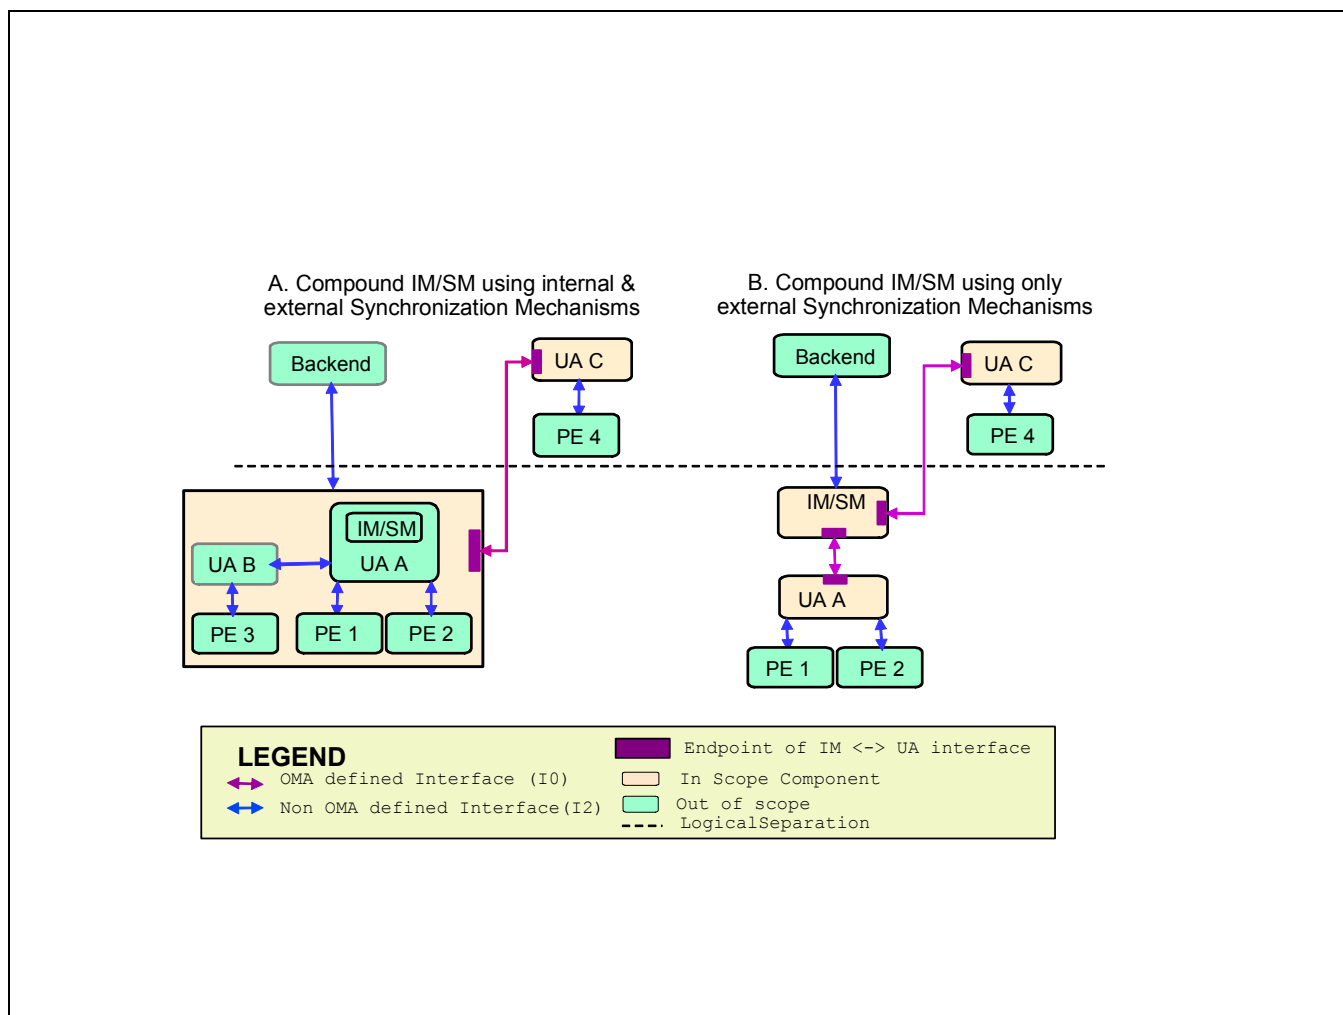 A. Compound IM/SM using internal &
external Synchronization Mechanisms
Backend
UA C
PE 4
IM/SM
UA A
UA B
PE 3
PE 1
PE 2
B. Compound IM/SM using only
external Synchronization Mechanisms
Backend
UA C
PE 4
IM/SM
UA A
PE 1
PE 2
LEGEND
OMA defined Interface (I0)
Non OMA defined Interface(I2)
Endpoint of IM <-> UA interface
In Scope Component
Out of scope
LogicalSeparation